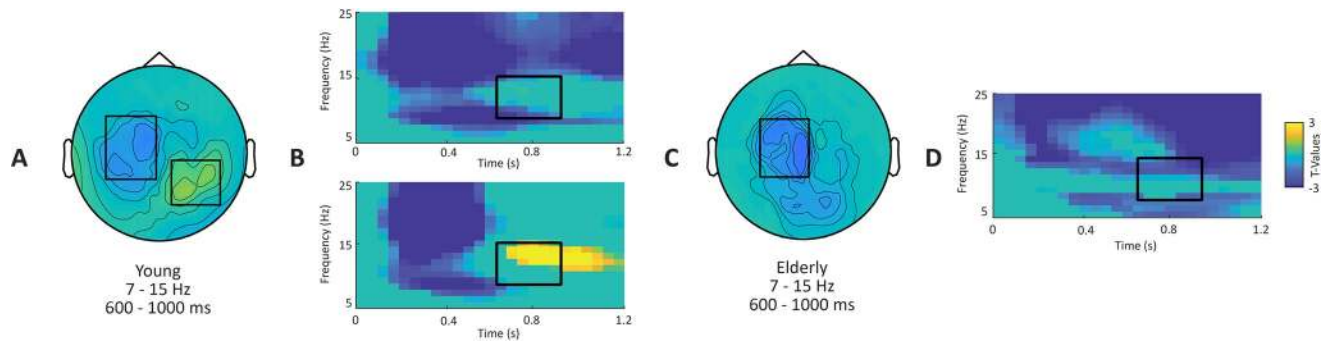 A
Young
7 - 15 Hz
600 - 1000 ms
B
Frequency (Hz)
25
15
5
0
0.4
0.8
1.2
Time (s)
Frequency (Hz)
25
15
5
0
0.4
0.8
1.2
Time (s)
C
Elderly
7 - 15 Hz
600 - 1000 ms
D
Frequency (Hz)
25
15
5
0
0.4
0.8
1.2
Time (s)
3
-3
T-Values